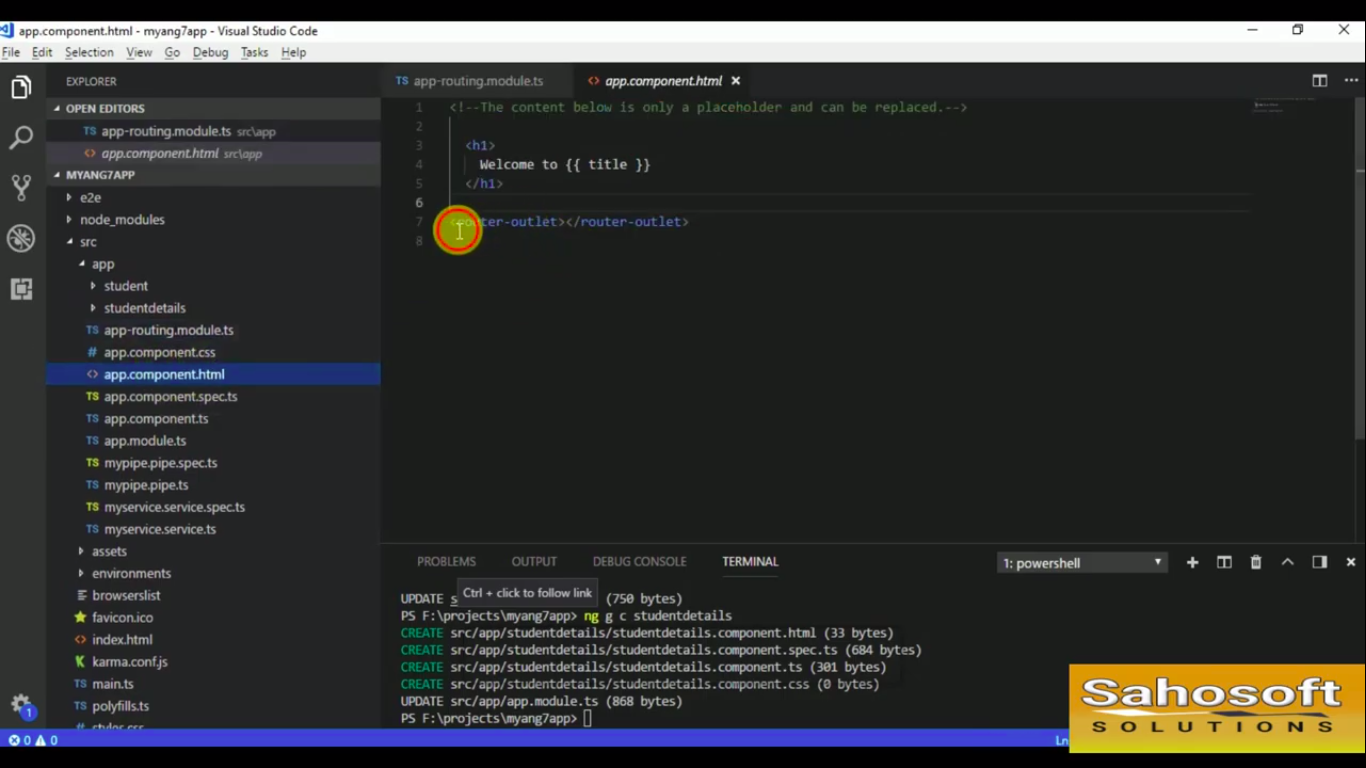 app.component.html - myang7app - Visual Studio Code
File Edit Selection View Go Debug Tasks Help
EXPLORER
OPEN EDITORS
TS app-routing.module.ts src\app
<> app.component.html src\app
MYANG7APP
e2e
node_modules
src
app
student
studentdetails
TS app-routing.module.ts
# app.component.css
<> app.component.html
TS app.component.spec.ts
TS app.component.ts
TS app.module.ts
TS mypipe.pipe.spec.ts
TS mypipe.pipe.ts
TS myservice.service.spec.ts
TS myservice.service.ts
assets
environments
browserslist
favicon.ico
<> index.html
K karma.conf.js
TS main.ts
TS polyfills.ts
# styles.css
1
0 0
TS app-routing.module.ts <> app.component.html
1 <!--The content below is only a placeholder and can be replaced.-->
2
3 <h1>
4 Welcome to {{ title }}
5 </h1>
6
7 <router-outlet></router-outlet>
8
PROBLEMS OUTPUT DEBUG CONSOLE TERMINAL 1: powershell
Ctrl + click to follow link
UPDATE s (750 bytes)
PS F:\projects\myang7app> ng g c studentdetails
CREATE src/app/studentdetails/studentdetails.component.html (33 bytes)
CREATE src/app/studentdetails/studentdetails.component.spec.ts (684 bytes)
CREATE src/app/studentdetails/studentdetails.component.ts (301 bytes)
CREATE src/app/studentdetails/studentdetails.component.css (0 bytes)
UPDATE src/app/app.module.ts (868 bytes)
PS F:\projects\myang7app>
Ln
Sahosoft
SOLUTIONS